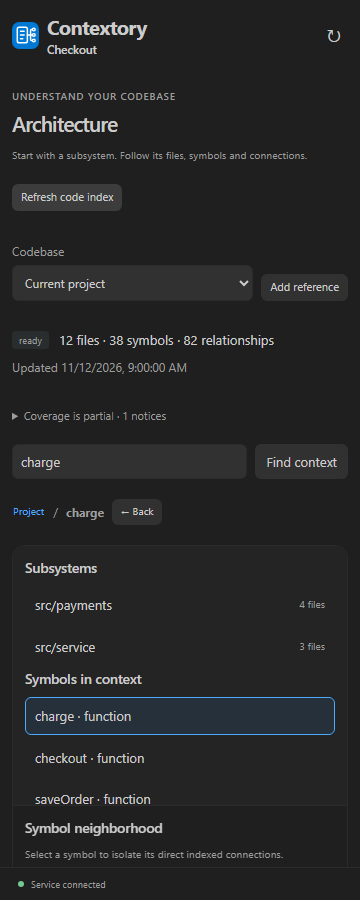 Contextory
Checkout
UNDERSTAND YOUR CODEBASE
Architecture
Start with a subsystem. Follow its files, symbols and connections.
Refresh code index
Codebase
Current project
Add reference
ready 12 files · 38 symbols · 82 relationships
Updated 11/12/2026, 9:00:00 AM
Coverage is partial · 1 notices
charge
Find context
Project / charge ← Back
Subsystems
src/payments 4 files
src/service 3 files
Symbols in context
charge · function
checkout · function
saveOrder · function
Symbol neighborhood
Select a symbol to isolate its direct indexed connections.
Service connected